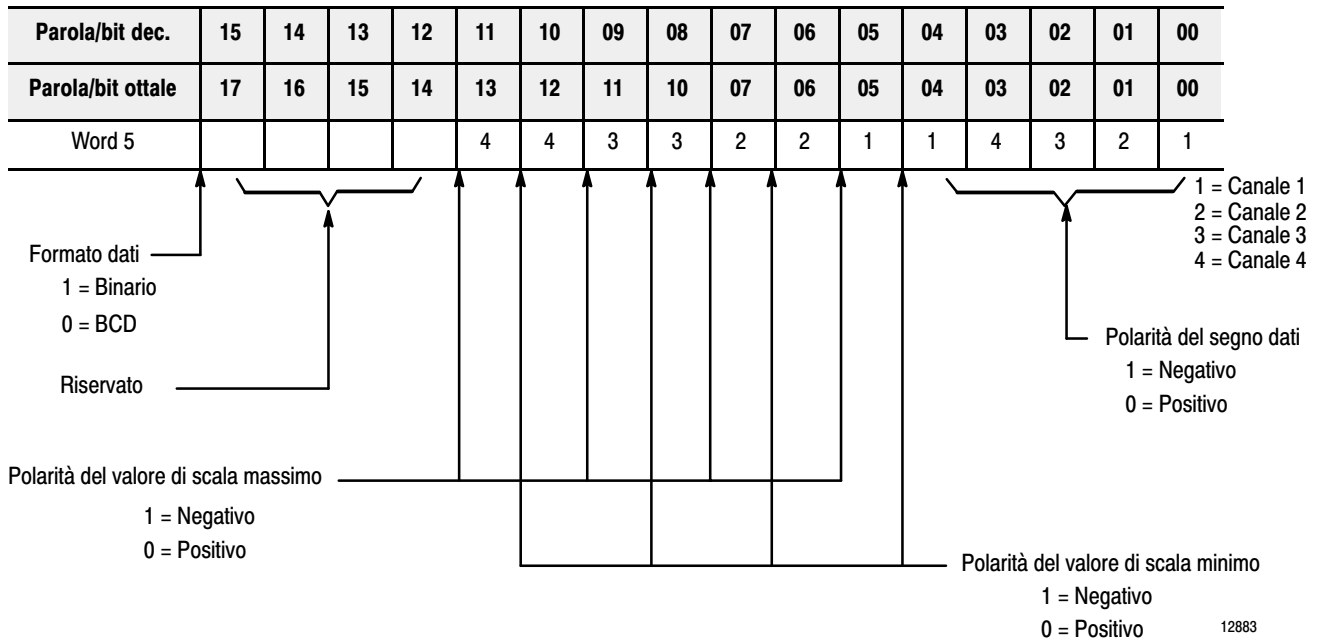 Parola/bit dec. 15 14 13 12 11 10 09 08 07 06 05 04 03 02 01 00
Parola/bit ottale 17 16 15 14 13 12 11 10 07 06 05 04 03 02 01 00
Word 5 4 4 3 3 2 2 1 1 4 3 2 1
1 = Canale 1
2 = Canale 2
3 = Canale 3
4 = Canale 4
Formato dati
1 = Binario
0 = BCD
Riservato
Polarità del segno dati
1 = Negativo
0 = Positivo
Polarità del valore di scala massimo
1 = Negativo
0 = Positivo
Polarità del valore di scala minimo
1 = Negativo
0 = Positivo
12883